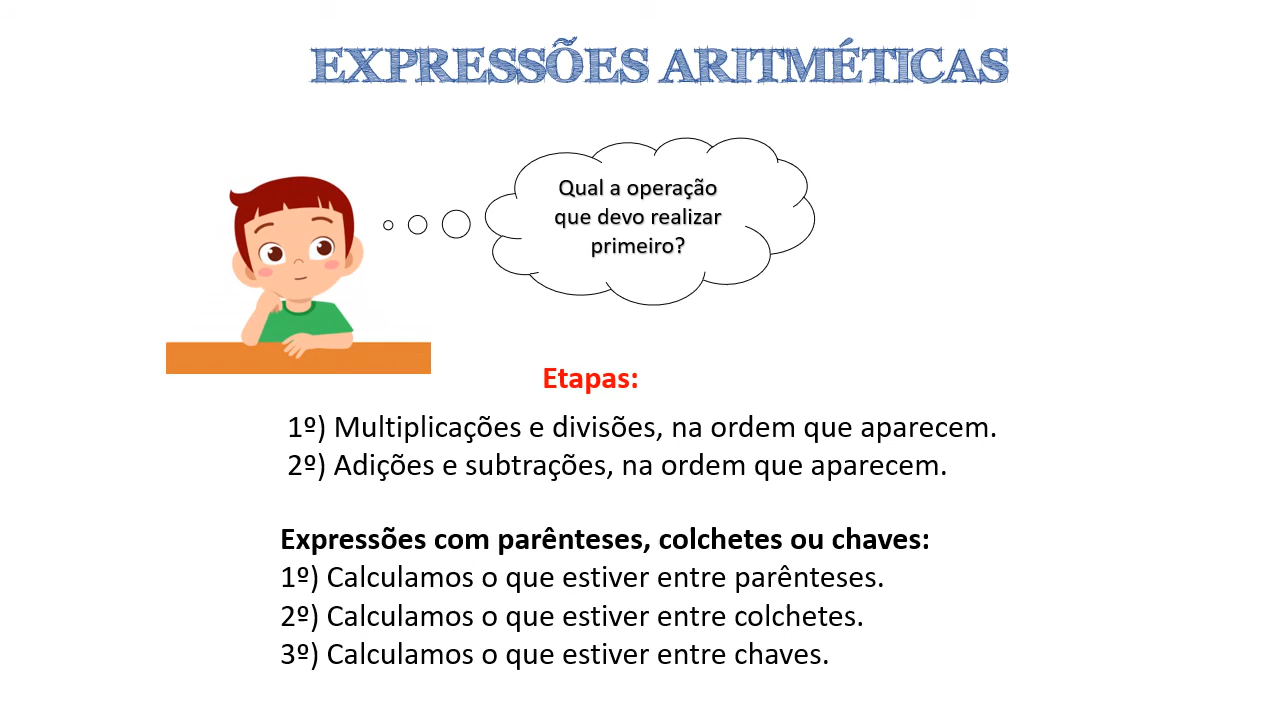 EXPRESSÕES ARITMÉTICAS
Qual a operação
que devo realizar
primeiro?
Etapas:
1º) Multiplicações e divisões, na ordem que aparecem.
2º) Adições e subtrações, na ordem que aparecem.
Expressões com parênteses, colchetes ou chaves:
1º) Calculamos o que estiver entre parênteses.
2º) Calculamos o que estiver entre colchetes.
3º) Calculamos o que estiver entre chaves.